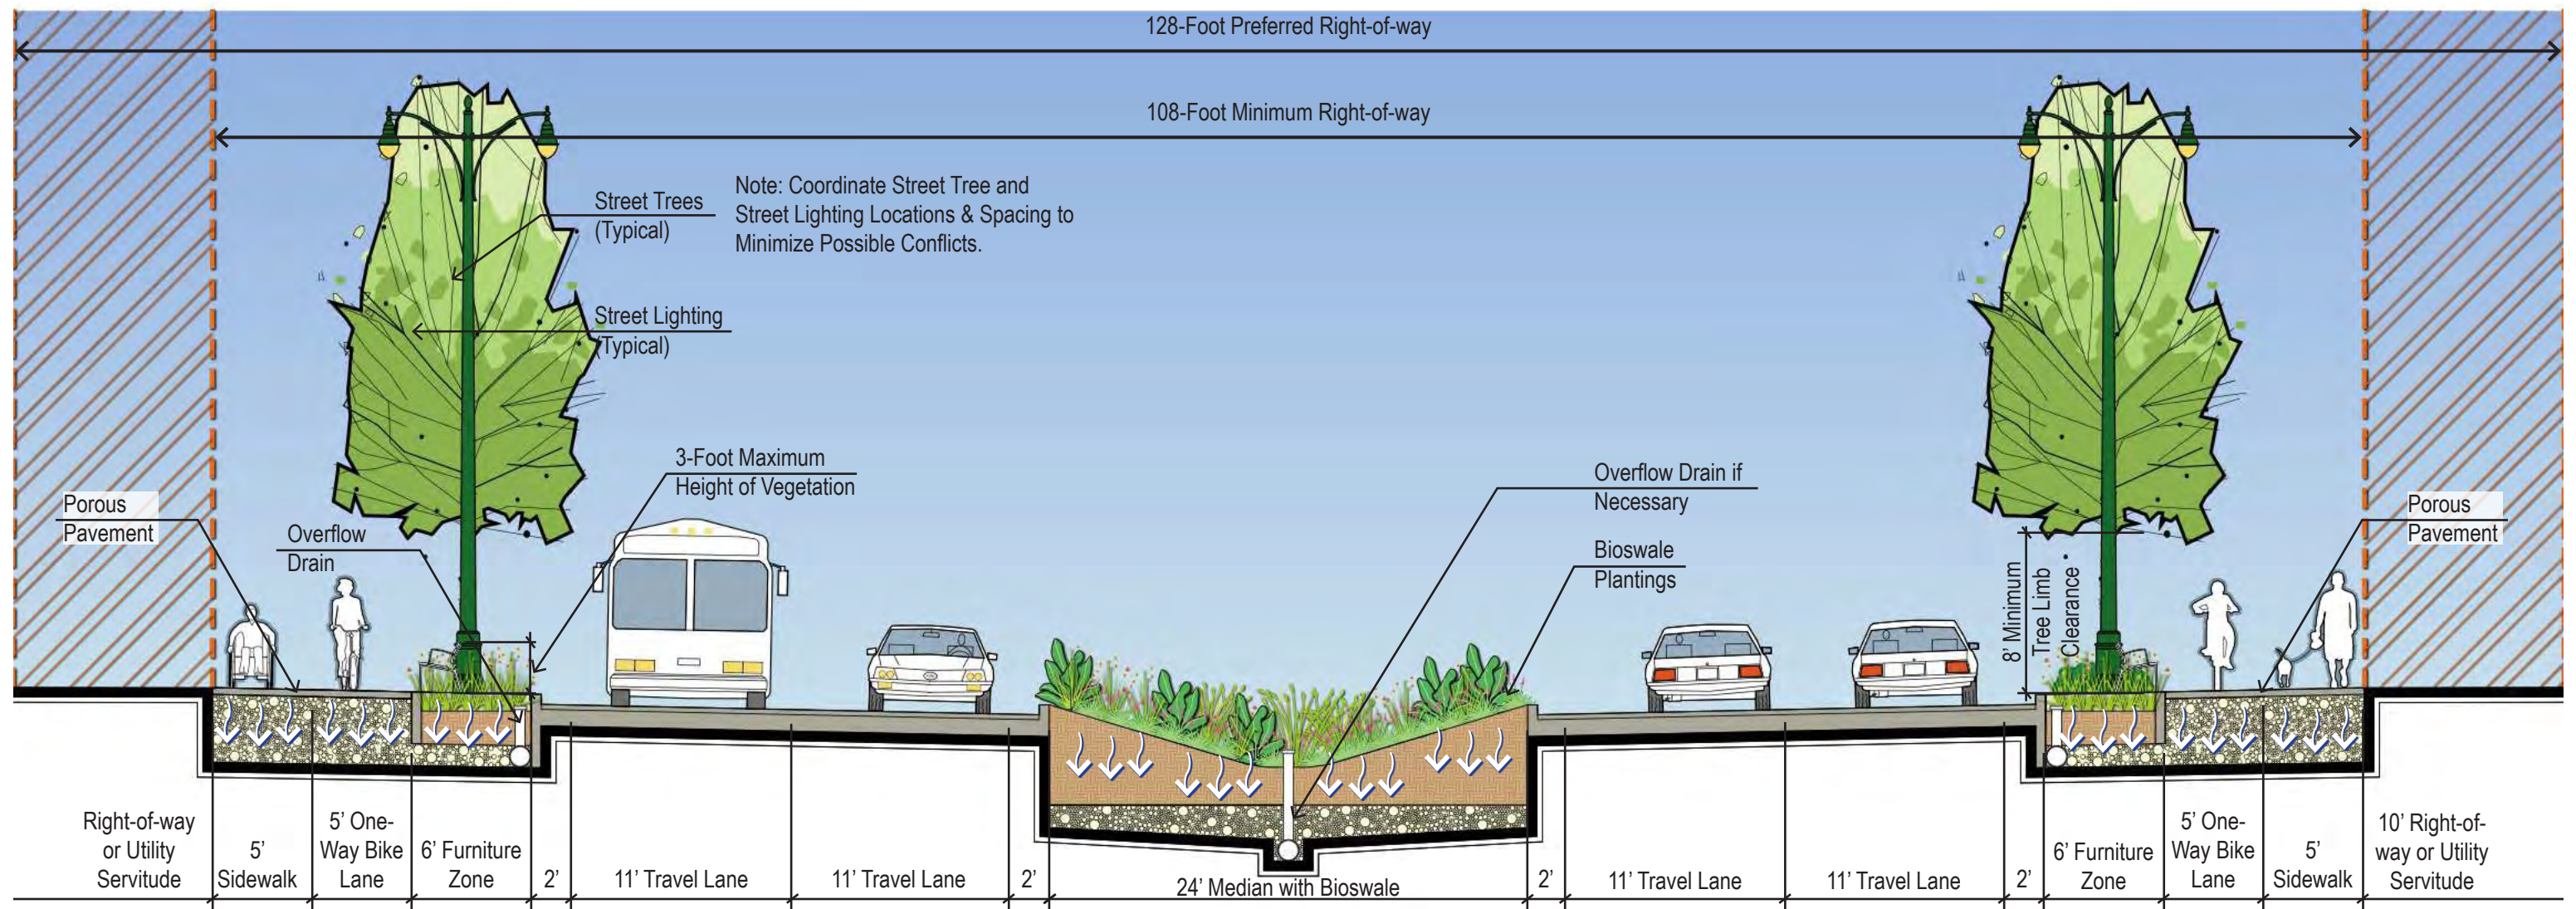 128-Foot Preferred Right-of-way
108-Foot Minimum Right-of-way
Street Trees
(Typical)
Note: Coordinate Street Tree and
Street Lighting Locations & Spacing to
Minimize Possible Conflicts.
Street Lighting
(Typical)
3-Foot Maximum
Height of Vegetation
Overflow Drain if
Necessary
Porous
Pavement
Overflow
Drain
Bioswale
Plantings
8’ Minimum
Tree Limb
Clearance
Porous
Pavement
Right-of-way
or Utility
Servitude
5’
Sidewalk
5’ One-
Way Bike
Lane
6’ Furniture
Zone
2’
11’ Travel Lane
11’ Travel Lane
2’
24’ Median with Bioswale
2’
11’ Travel Lane
11’ Travel Lane
2’
6’ Furniture
Zone
5’ One-
Way Bike
Lane
5’
Sidewalk
10’ Right-of-
way or Utility
Servitude